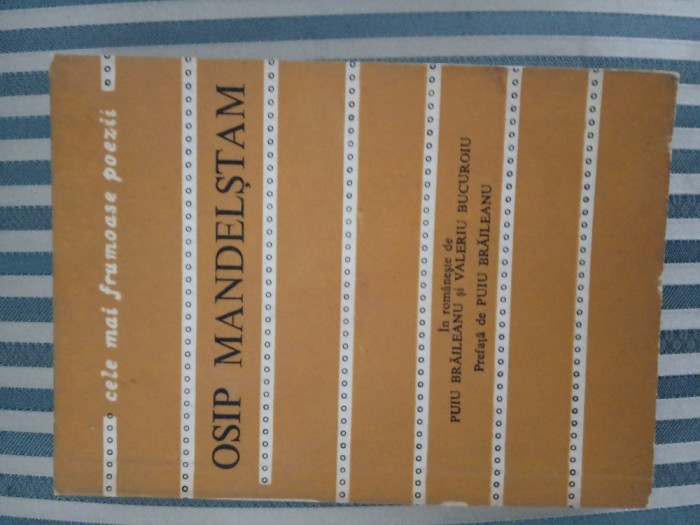 cele mai frumoase poezii
OSIP MANDELȘTAM
În românește de
PUIU BRĂILEANU și VALERIU BUCUROIU
Prefață de PUIU BRĂILEANU